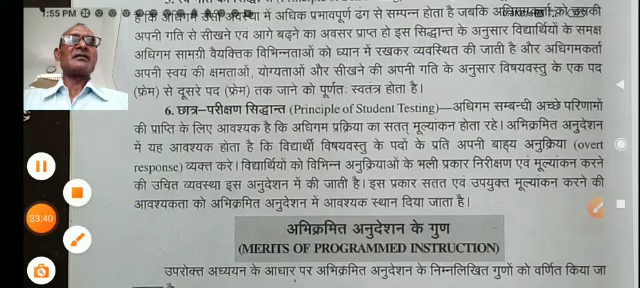 1:55 PM
है कि अधिगम उसी अवस्था में अधिक प्रभावपूर्ण ढंग से सम्पन्न होता है जबकि अधिगमकर्ता को उसकी
अपनी गति से सीखने एवं आगे बढ़ने का अवसर प्राप्त हो इस सिद्धान्त के अनुसार विद्यार्थियों के समक्ष
अधिगम सामग्री वैयक्तिक विभिन्नताओं को ध्यान में रखकर व्यवस्थित की जाती है और अधिगमकर्ता
अपनी स्वयं की क्षमताओं, योग्यताओं और सीखने की अपनी गति के अनुसार विषयवस्तु के एक पद
(फ्रेम) से दूसरे पद (फ्रेम) तक जाने को पूर्णतः स्वतंत्र होता है।
6. छात्र–परीक्षण सिद्धान्त (Principle of Student Testing)—अधिगम सम्बन्धी अच्छे परिणामों
की प्राप्ति के लिए आवश्यक है कि अधिगम प्रक्रिया का सतत् मूल्यांकन होता रहे। अभिक्रमित अनुदेशन
में यह आवश्यक होता है कि विद्यार्थी विषयवस्तु के पदों के प्रति अपनी बाह्य अनुक्रिया (overt
response) व्यक्त करे। विद्यार्थियों को विभिन्न अनुक्रियाओं के भली प्रकार निरीक्षण एवं मूल्यांकन करने
की उचित व्यवस्था इस अनुदेशन में की जाती है। इस प्रकार सतत एवं उपयुक्त मूल्यांकन करने की
आवश्यकता को अभिक्रमित अनुदेशन में आवश्यक स्थान दिया जाता है।
अभिक्रमित अनुदेशन के गुण
(MERITS OF PROGRAMMED INSTRUCTION)
उपरोक्त अध्ययन के आधार पर अभिक्रमित अनुदेशन के निम्नलिखित गुणों को वर्णित किया जा
33:40